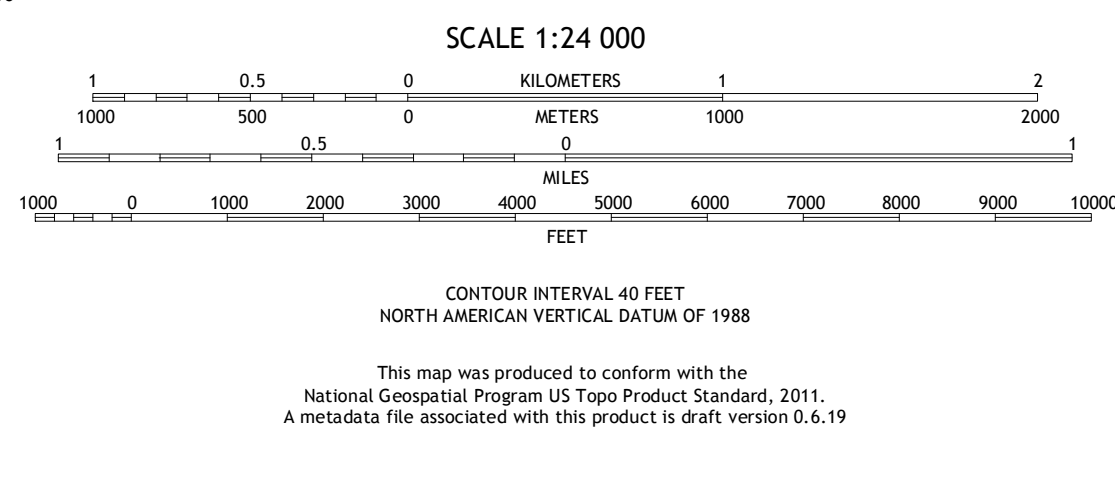 SCALE 1:24 000
1 0.5 0 KILOMETERS 1 2
1000 500 0 METERS 1000 2000
1 0.5 0 1
MILES
1000 0 1000 2000 3000 4000 5000 6000 7000 8000 9000 10000
FEET
CONTOUR INTERVAL 40 FEET
NORTH AMERICAN VERTICAL DATUM OF 1988
This map was produced to conform with the
National Geospatial Program US Topo Product Standard, 2011.
A metadata file associated with this product is draft version 0.6.19